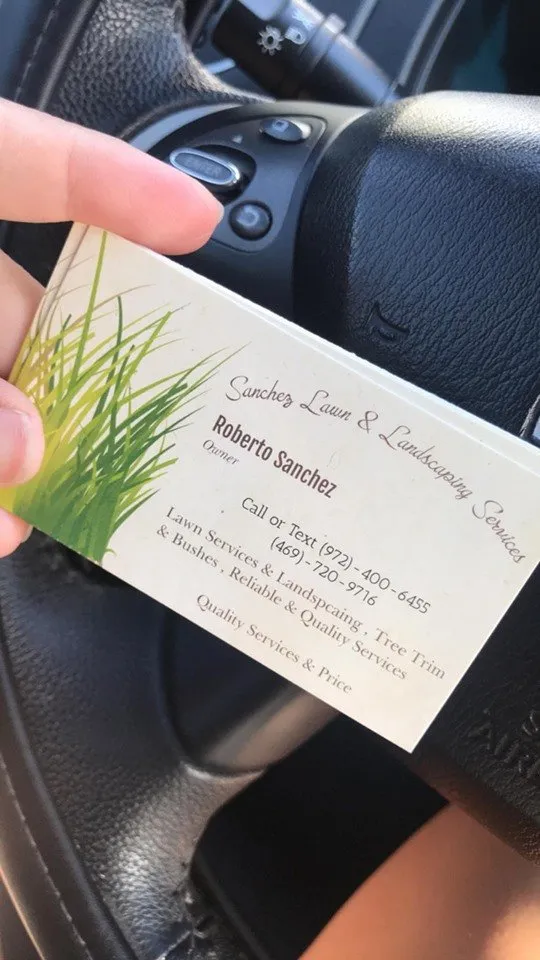 Sanchez Lawn & Landscaping Services
Roberto Sanchez
Owner
Call or Text (972)-400-6455
(469)-720-9716
Lawn Services & Landspcaing , Tree Trim
& Bushes , Reliable & Quality Services
Quality Services & Price